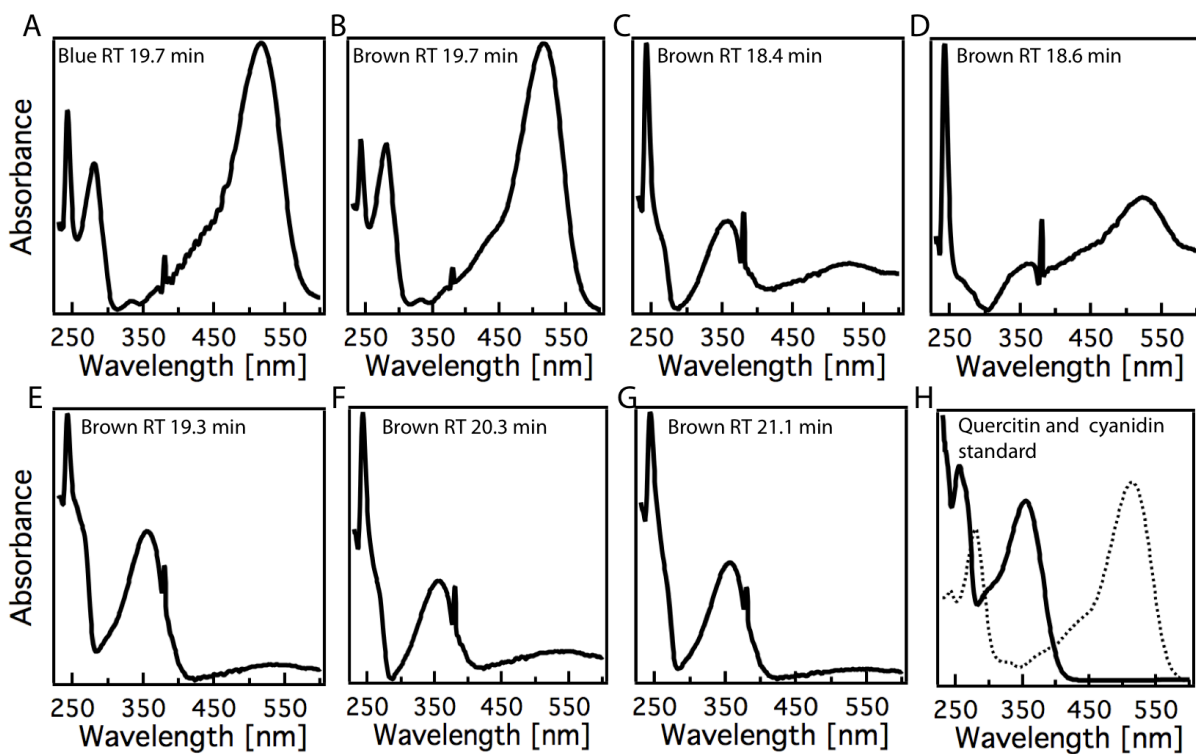 A
B
C
D
Blue RT 19.7 min
Brown RT 19.7 min
Brown RT 18.4 min
Brown RT 18.6 min
Absorbance
250 350 450 550
250 350 450 550
250 350 450 550
250 350 450 550
Wavelength [nm]
Wavelength [nm]
Wavelength [nm]
Wavelength [nm]
E
F
G
H
Brown RT 19.3 min
Brown RT 20.3 min
Brown RT 21.1 min
Quercitin and cyanidin
standard
Absorbance
250 350 450 550
250 350 450 550
250 350 450 550
250 350 450 550
Wavelength [nm]
Wavelength [nm]
Wavelength [nm]
Wavelength [nm]